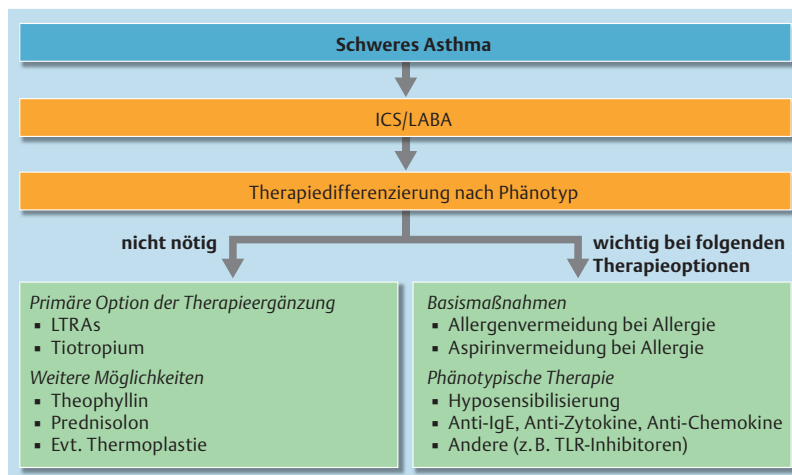 Schweres Asthma
ICS/LABA
Therapiedifferenzierung nach Phänotyp
nicht nötig
wichtig bei folgenden
Therapieoptionen
Primäre Option der Therapieergänzung
▪ LTRAs
▪ Tiotropium
Weitere Möglichkeiten
▪ Theophyllin
▪ Prednisolon
▪ Evt. Thermoplastie
Basismaßnahmen
▪ Allergenvermeidung bei Allergie
▪ Aspirinvermeidung bei Allergie
Phänotypische Therapie
▪ Hyposensibilisierung
▪ Anti-IgE, Anti-Zytokine, Anti-Chemokine
▪ Andere (z. B. TLR-Inhibitoren)